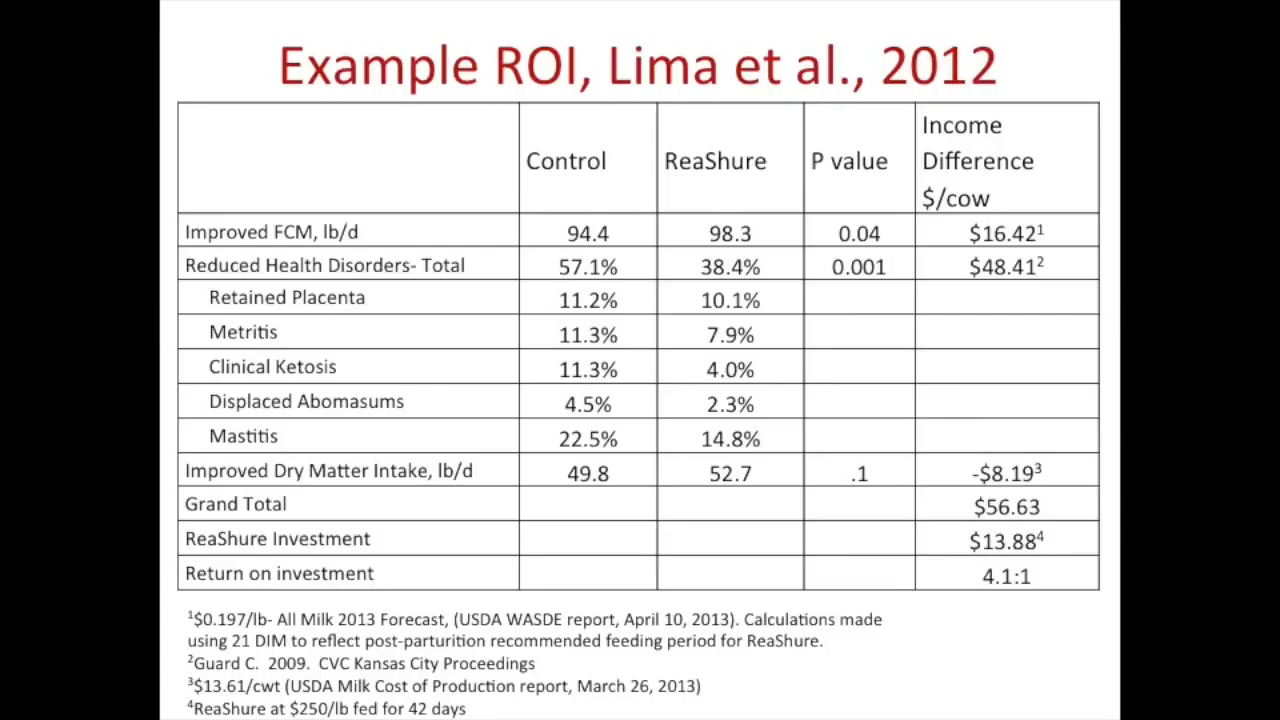 Example ROI, Lima et al., 2012
Control ReaShure P value Income Difference $/cow
Improved FCM, lb/d 94.4 98.3 0.04 $16.42¹
Reduced Health Disorders- Total 57.1% 38.4% 0.001 $48.41²
Retained Placenta 11.2% 10.1%
Metritis 11.3% 7.9%
Clinical Ketosis 11.3% 4.0%
Displaced Abomasums 4.5% 2.3%
Mastitis 22.5% 14.8%
Improved Dry Matter Intake, lb/d 49.8 52.7 .1 -$8.19³
Grand Total $56.63
ReaShure Investment $13.88⁴
Return on investment 4.1:1
¹$0.197/lb- All Milk 2013 Forecast, (USDA WASDE report, April 10, 2013). Calculations made
using 21 DIM to reflect post-parturition recommended feeding period for ReaShure.
²Guard C. 2009. CVC Kansas City Proceedings
³$13.61/cwt (USDA Milk Cost of Production report, March 26, 2013)
⁴ReaShure at $250/lb fed for 42 days